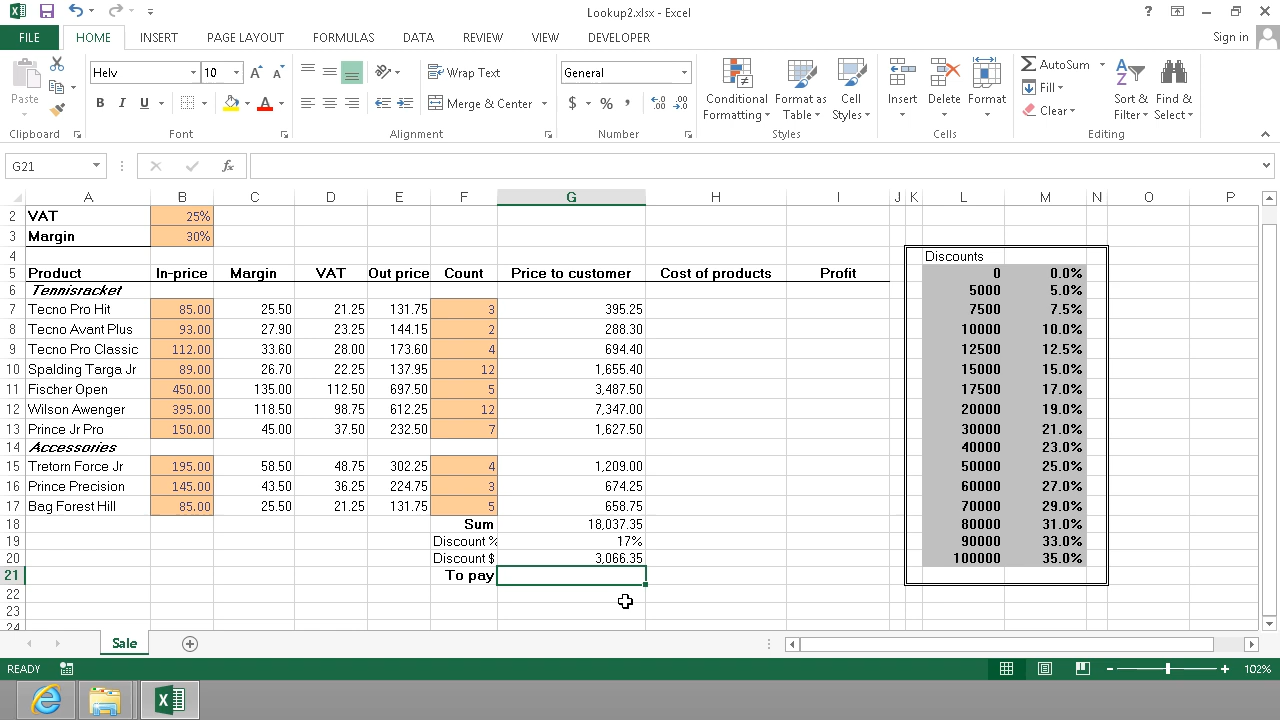 Lookup2.xlsx - Excel
?
FILE HOME INSERT PAGE LAYOUT FORMULAS DATA REVIEW VIEW DEVELOPER Sign in
Paste
Clipboard
Helv 10 A A
B I U A
Font
Wrap Text
Merge & Center
Alignment
General
$ % , .00
Number
Conditional Formatting
Format as Table
Cell Styles
Styles
Insert Delete Format
Cells
Σ AutoSum
Fill
Clear
Sort & Filter
Find & Select
Editing
G21 fx
A B C D E F G H I J K L M N O P
2 VAT 25%
3 Margin 30%
4 Discounts
5 Product In-price Margin VAT Out price Count Price to customer Cost of products Profit 0 0.0%
6 Tennisracket 5000 5.0%
7 Tecno Pro Hit 85.00 25.50 21.25 131.75 3 395.25 7500 7.5%
8 Tecno Avant Plus 93.00 27.90 23.25 144.15 2 288.30 10000 10.0%
9 Tecno Pro Classic 112.00 33.60 28.00 173.60 4 694.40 12500 12.5%
10 Spalding Targa Jr 89.00 26.70 22.25 137.95 12 1,655.40 15000 15.0%
11 Fischer Open 450.00 135.00 112.50 697.50 5 3,487.50 17500 17.0%
12 Wilson Awenger 395.00 118.50 98.75 612.25 12 7,347.00 20000 19.0%
13 Prince Jr Pro 150.00 45.00 37.50 232.50 7 1,627.50 30000 21.0%
14 Accessories 40000 23.0%
15 Tretorn Force Jr 195.00 58.50 48.75 302.25 4 1,209.00 50000 25.0%
16 Prince Precision 145.00 43.50 36.25 224.75 3 674.25 60000 27.0%
17 Bag Forest Hill 85.00 25.50 21.25 131.75 5 658.75 70000 29.0%
18 Sum 18,037.35 80000 31.0%
19 Discount % 17% 90000 33.0%
20 Discount $ 3,066.35 100000 35.0%
21 To pay
22
23
24
Sale
READY 102%